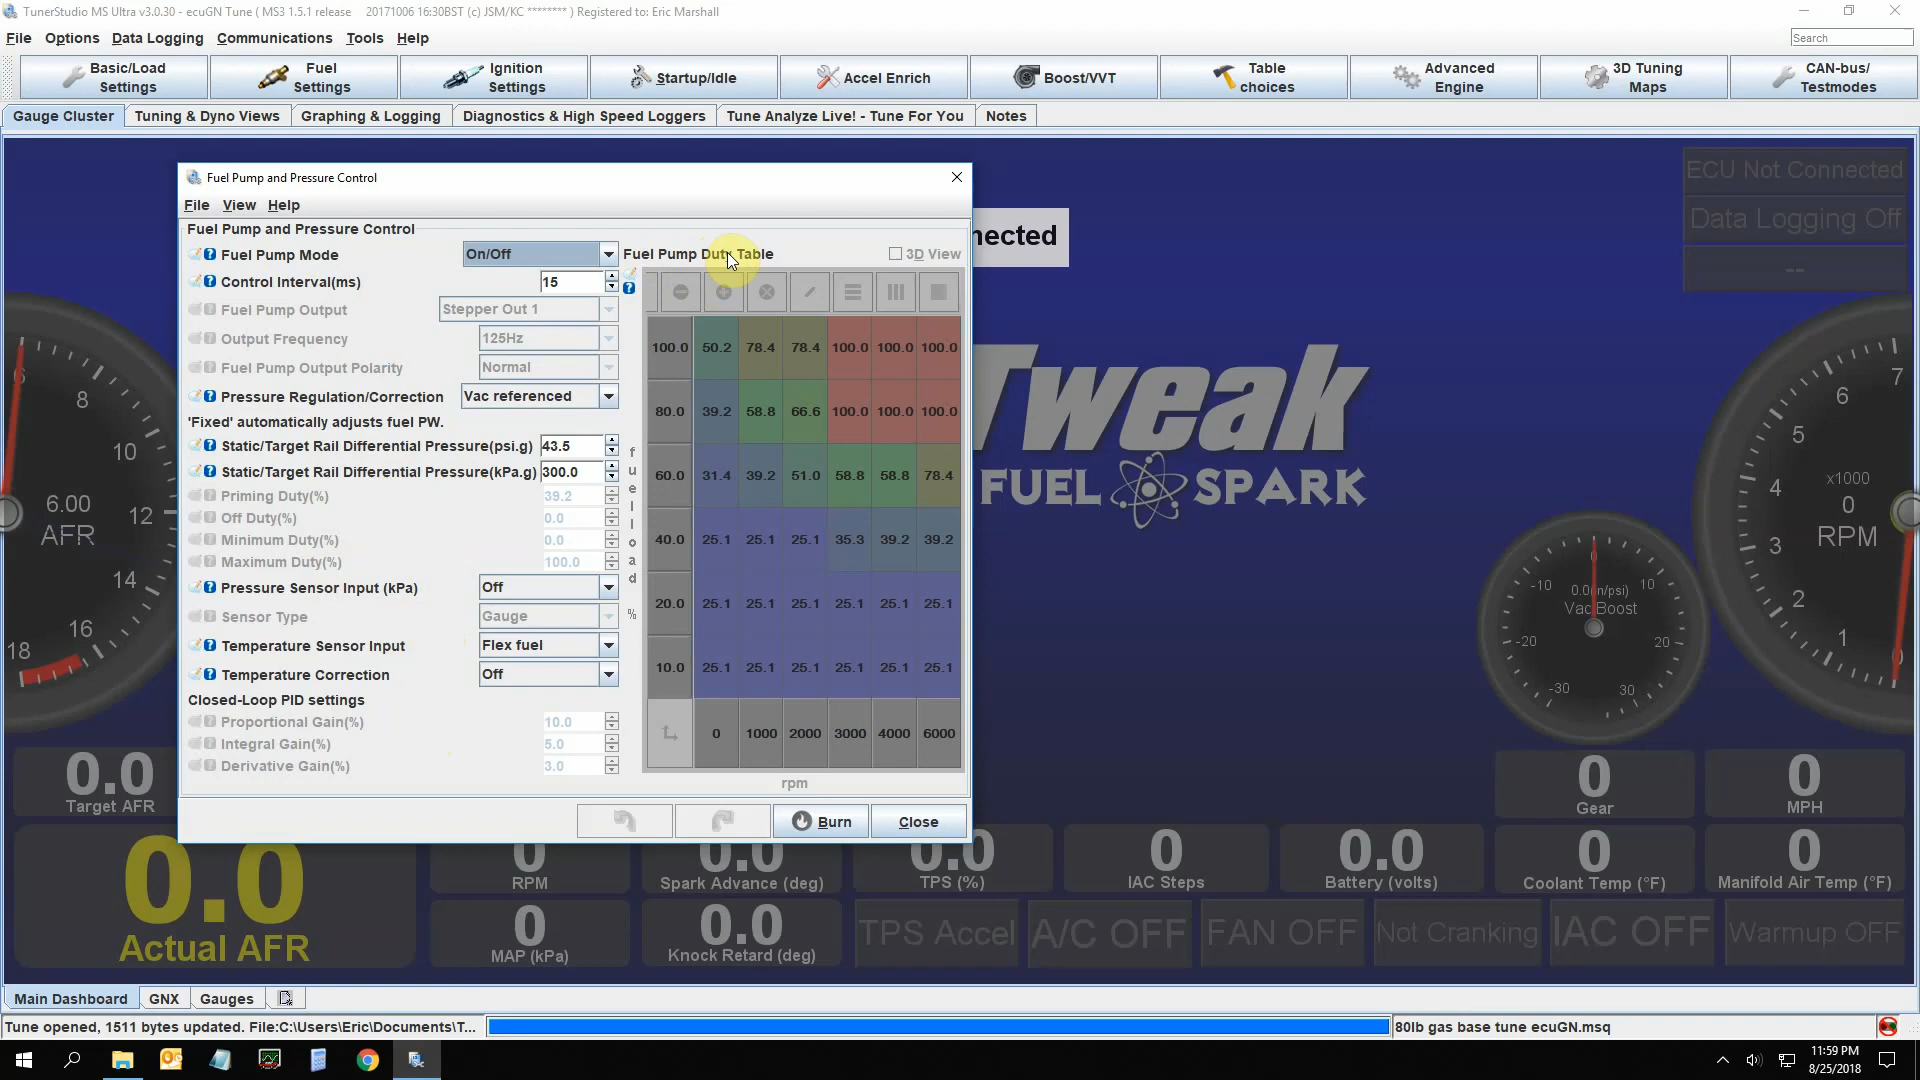 TunerStudio MS Ultra v3.0.30 - ecuGN Tune ( MS3 1.5.1 release    20171006 16:30BST (c) JSM/KC ******** ) Registered to: Eric Marshall
File Options Data Logging Communications Tools Help
Search
Basic/Load Settings
Fuel Settings
Ignition Settings
Startup/Idle
Accel Enrich
Boost/VVT
Table choices
Advanced Engine
3D Tuning Maps
CAN-bus/ Testmodes
Gauge Cluster
Tuning & Dyno Views
Graphing & Logging
Diagnostics & High Speed Loggers
Tune Analyze Live! - Tune For You
Notes
ECU Not Connected
Data Logging Off
--
Fuel Pump and Pressure Control
File View Help
Fuel Pump and Pressure Control
Fuel Pump Mode On/Off
Control Interval(ms) 15
Fuel Pump Output Stepper Out 1
Output Frequency 125Hz
Fuel Pump Output Polarity Normal
Pressure Regulation/Correction Vac referenced
'Fixed' automatically adjusts fuel PW.
Static/Target Rail Differential Pressure(psi.g) 43.5
Static/Target Rail Differential Pressure(kPa.g) 300.0
Priming Duty(%) 39.2
Off Duty(%) 0.0
Minimum Duty(%) 0.0
Maximum Duty(%) 100.0
Pressure Sensor Input (kPa) Off
Sensor Type Gauge
Temperature Sensor Input Flex fuel
Temperature Correction Off
Closed-Loop PID settings
Proportional Gain(%) 10.0
Integral Gain(%) 5.0
Derivative Gain(%) 3.0
Fuel Pump Duty Table
3D View
fuelload %
100.0 50.2 78.4 78.4 100.0 100.0 100.0
80.0 39.2 58.8 66.6 100.0 100.0 100.0
60.0 31.4 39.2 51.0 58.8 58.8 78.4
40.0 25.1 25.1 25.1 35.3 39.2 39.2
20.0 25.1 25.1 25.1 25.1 25.1 25.1
10.0 25.1 25.1 25.1 25.1 25.1 25.1
0 1000 2000 3000 4000 6000
rpm
Burn
Close
nected
Tweak
FUEL SPARK
6
8
10
12
14
16
18
6.00
AFR
-10
0
10
-20
20
-30
30
0.0(in/psi)
Vac Boost
7
6
5
4
3
2
1
0
x1000
0
RPM
0.0
Target AFR
0
Gear
0
MPH
0.0
Actual AFR
0
RPM
0.0
Spark Advance (deg)
0.0
TPS (%)
0
IAC Steps
0.0
Battery (volts)
0
Coolant Temp (°F)
0
Manifold Air Temp (°F)
0
MAP (kPa)
0.0
Knock Retard (deg)
TPS Accel
A/C OFF
FAN OFF
Not Cranking
IAC OFF
Warmup OFF
Main Dashboard
GNX
Gauges
Tune opened, 1511 bytes updated. File:C:\Users\Eric\Documents\T...
80lb gas base tune ecuGN.msq
11:59 PM
8/25/2018